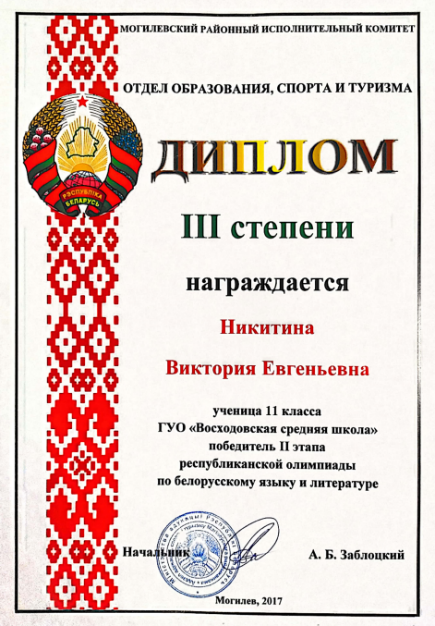 МОГИЛЕВСКИЙ РАЙОННЫЙ ИСПОЛНИТЕЛЬНЫЙ КОМИТЕТ
ОТДЕЛ ОБРАЗОВАНИЯ, СПОРТА И ТУРИЗМА
ДИПЛОМ
РЭСПУБЛІКА
БЕЛАРУСЬ
III степени
награждается
Никитина
Виктория Евгеньевна
ученица 11 класса
ГУО «Восходовская средняя школа»
победитель II этапа
республиканской олимпиады
по белорусскому языку и литературе
Начальник А. Б. Заблоцкий
Могилев, 2017